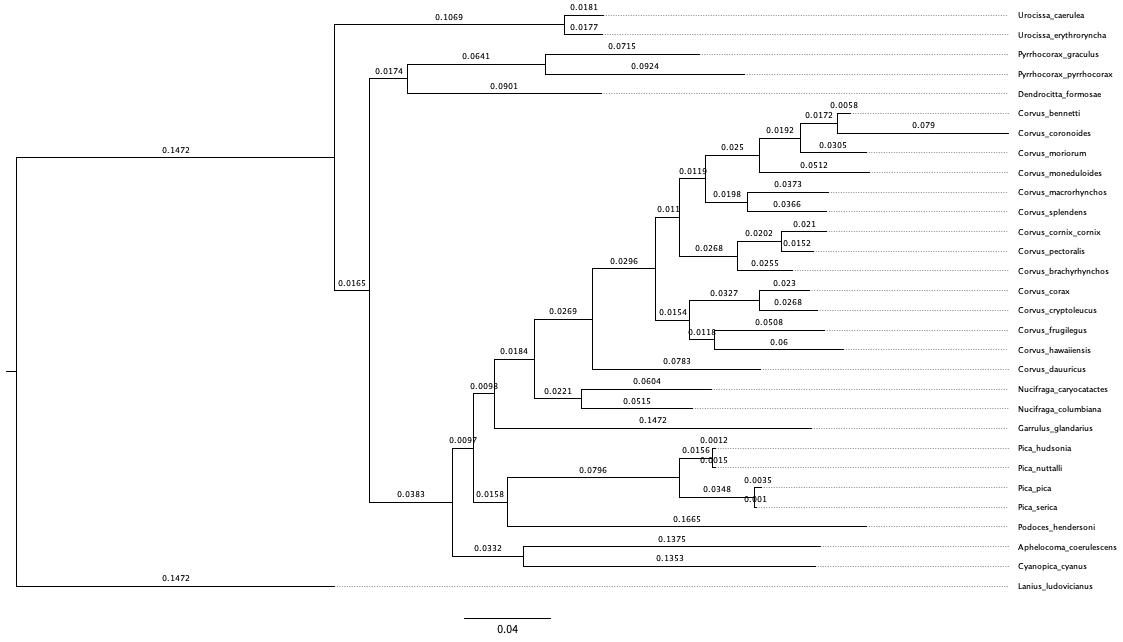 0.0181
Urocissa_caerulea
0.1069
0.0177
Urocissa_erythroryncha
0.0715
Pyrrhocorax_graculus
0.0641
0.0924
Pyrrhocorax_pyrrhocorax
0.0174
0.0901
Dendrocitta_formosae
0.0058
Corvus_bennetti
0.0172
0.079
Corvus_coronoides
0.0192
0.0305
Corvus_moriorum
0.025
0.0512
Corvus_moneduloides
0.1472
0.0119
0.0373
Corvus_macrorhynchos
0.0198
0.0366
Corvus_splendens
0.011
0.021
Corvus_cornix_cornix
0.0202
0.0152
Corvus_pectoralis
0.0268
0.0255
Corvus_brachyrhynchos
0.0296
0.0165
0.023
Corvus_corax
0.0327
0.0268
Corvus_cryptoleucus
0.0269
0.0154
0.0508
Corvus_frugilegus
0.0118
0.06
Corvus_hawaiiensis
0.0184
0.0783
Corvus_dauuricus
0.0098
0.0604
Nucifraga_caryocatactes
0.0221
0.0515
Nucifraga_columbiana
0.1472
Garrulus_glandarius
0.0097
0.0012
Pica_hudsonia
0.0156
0.0015
Pica_nuttalli
0.0796
0.0035
Pica_pica
0.0383
0.0158
0.0348
0.001
Pica_serica
0.1665
Podoces_hendersoni
0.1375
Aphelocoma_coerulescens
0.0332
0.1353
Cyanopica_cyanus
0.1472
Lanius_ludovicianus
0.04